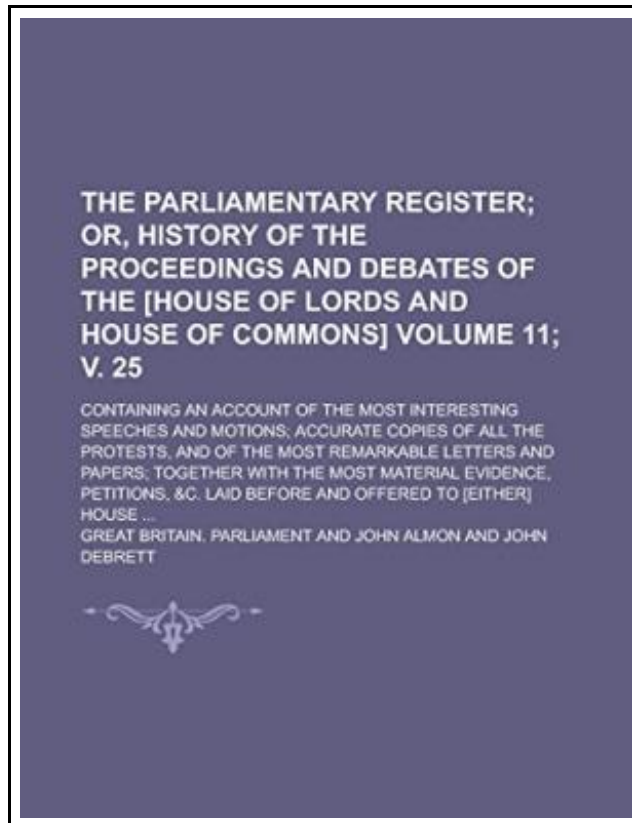 THE PARLIAMENTARY REGISTER;
OR, HISTORY OF THE
PROCEEDINGS AND DEBATES OF
THE [HOUSE OF LORDS AND
HOUSE OF COMMONS] VOLUME 11;
V. 25
CONTAINING AN ACCOUNT OF THE MOST INTERESTING
SPEECHES AND MOTIONS; ACCURATE COPIES OF ALL THE
PROTESTS, AND OF THE MOST REMARKABLE LETTERS AND
PAPERS; TOGETHER WITH THE MOST MATERIAL EVIDENCE,
PETITIONS, &C. LAID BEFORE AND OFFERED TO [EITHER]
HOUSE ...
GREAT BRITAIN. PARLIAMENT AND JOHN ALMON AND JOHN
DEBRETT